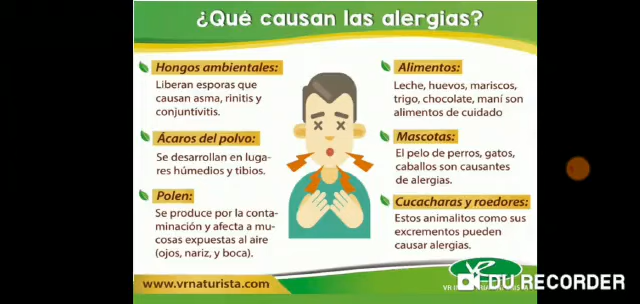 ¿Qué causan las alergias?
Hongos ambientales:
Liberan esporas que
causan asma, rinitis y
conjuntivitis.
Ácaros del polvo:
Se desarrollan en luga-
res húmedios y tibios.
Polen:
Se produce por la conta-
minación y afecta a mu-
cosas expuestas al aire
(ojos, nariz, y boca).
Alimentos:
Leche, huevos, mariscos,
trigo, chocolate, maní son
alimentos de cuidado
Mascotas:
El pelo de perros, gatos,
caballos son causantes
de alergias.
Cucacharas y roedores:
Estos animalitos como sus
excrementos pueden
causar alergias.
www.vrnaturista.com
DU RECORDER